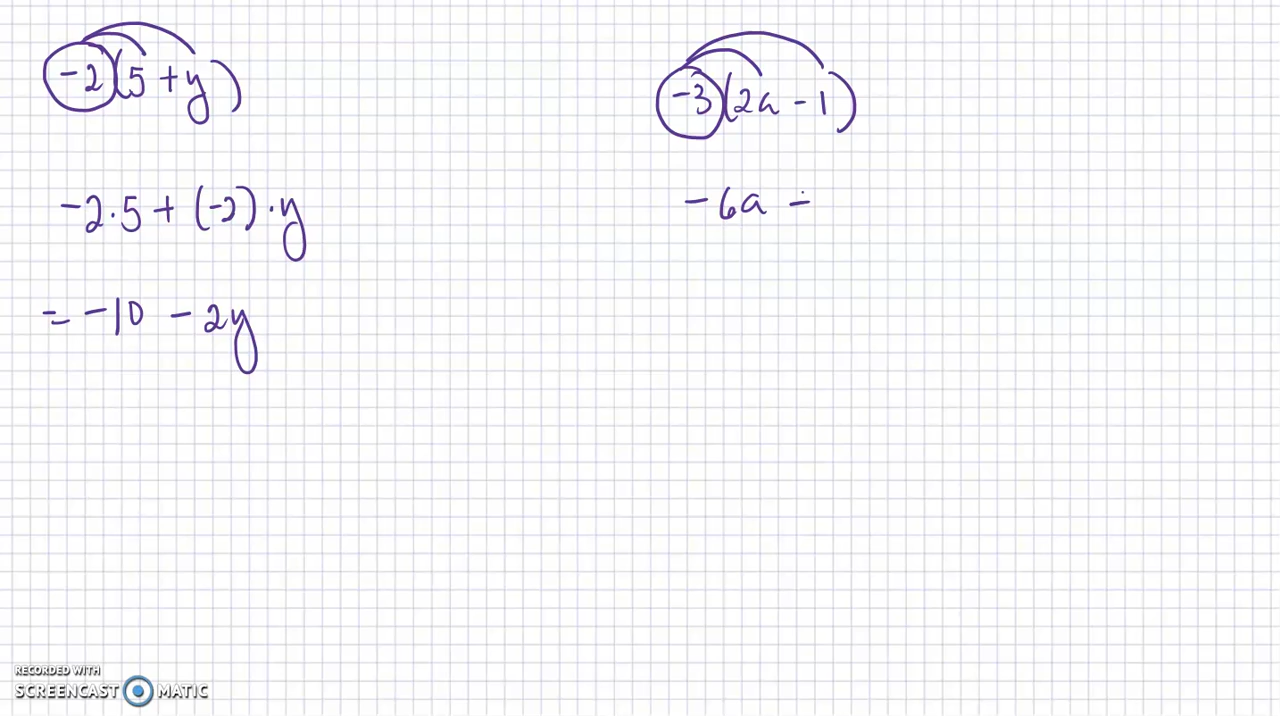 -2(5+y)
-2·5+(-2)·y
= -10 -2y
-3(2a-1)
-6a -
RECORDED WITH
SCREENCAST MATIC